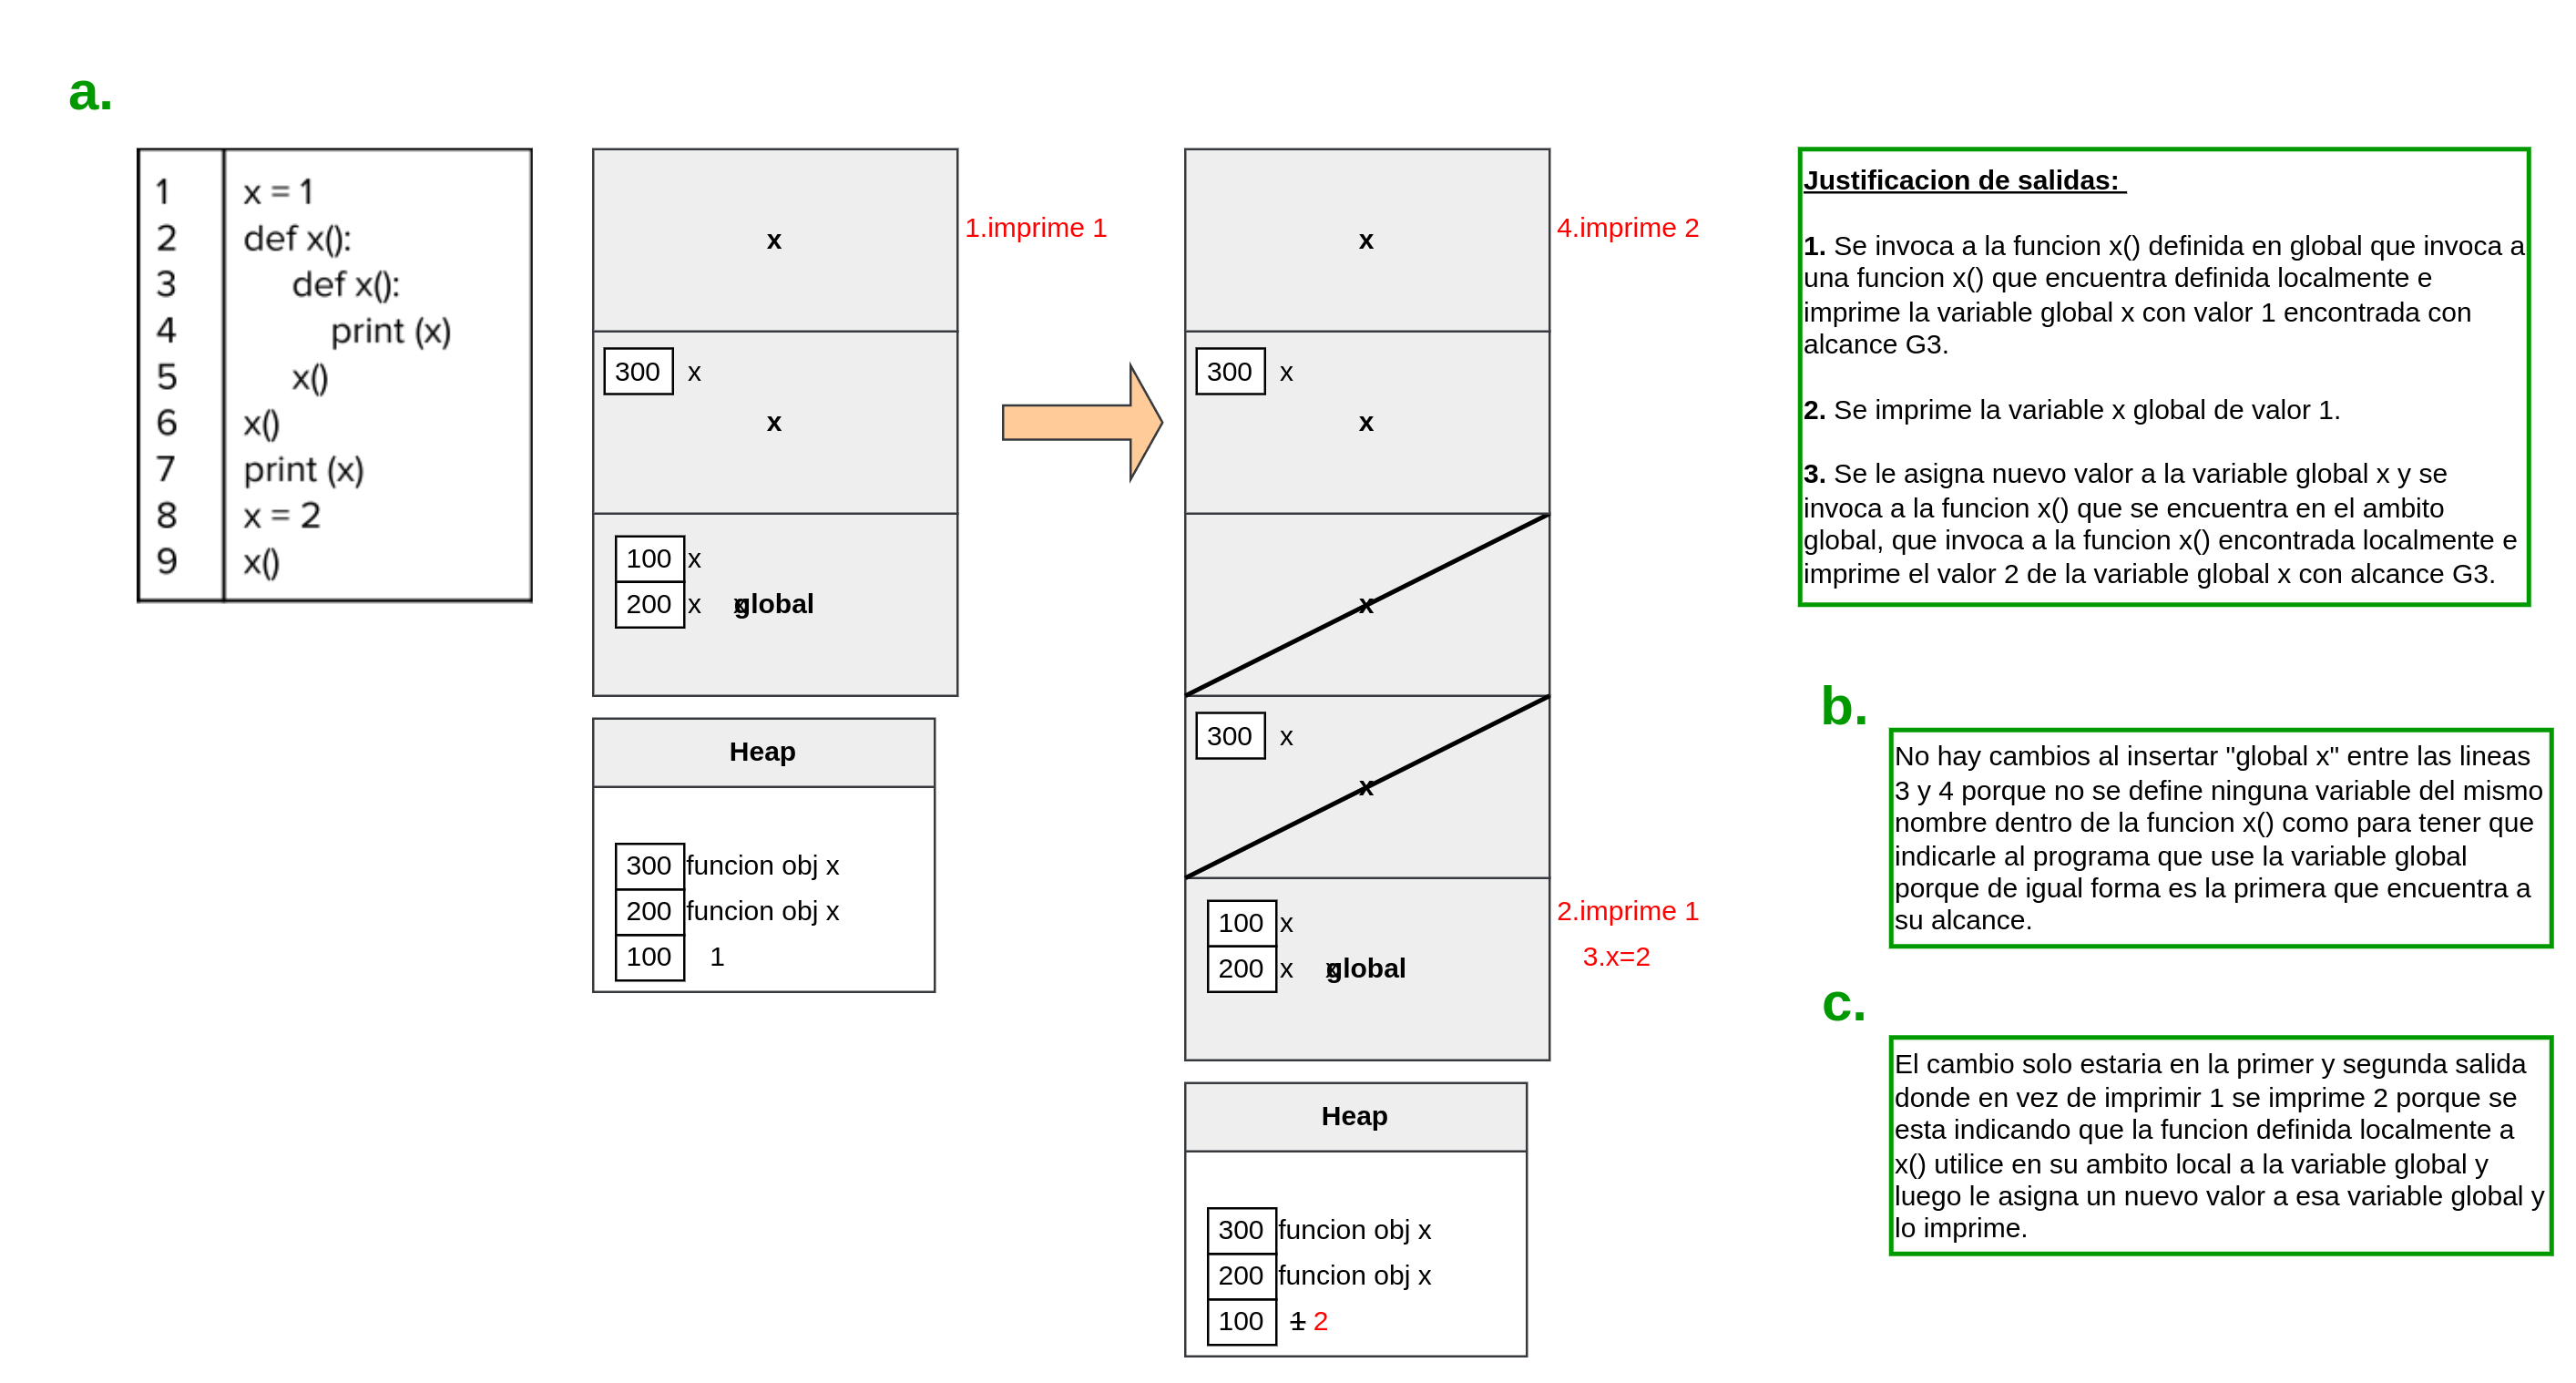 a.
1 x = 1
2 def x():
3 def x():
4 print (x)
5 x()
6 x()
7 print (x)
8 x = 2
9 x()
x
1.imprime 1
300 x
x
100 x
200 x
x
global
Heap
300 funcion obj x
200 funcion obj x
100 1
x
4.imprime 2
300 x
x
x
300 x
x
100 x
2.imprime 1
200 x
x
global
3.x=2
Heap
300 funcion obj x
200 funcion obj x
100 1 2
Justificacion de salidas:
1. Se invoca a la funcion x() definida en global que invoca a
una funcion x() que encuentra definida localmente e
imprime la variable global x con valor 1 encontrada con
alcance G3.
2. Se imprime la variable x global de valor 1.
3. Se le asigna nuevo valor a la variable global x y se
invoca a la funcion x() que se encuentra en el ambito
global, que invoca a la funcion x() encontrada localmente e
imprime el valor 2 de la variable global x con alcance G3.
b.
No hay cambios al insertar "global x" entre las lineas
3 y 4 porque no se define ninguna variable del mismo
nombre dentro de la funcion x() como para tener que
indicarle al programa que use la variable global
porque de igual forma es la primera que encuentra a
su alcance.
c.
El cambio solo estaria en la primer y segunda salida
donde en vez de imprimir 1 se imprime 2 porque se
esta indicando que la funcion definida localmente a
x() utilice en su ambito local a la variable global y
luego le asigna un nuevo valor a esa variable global y
lo imprime.